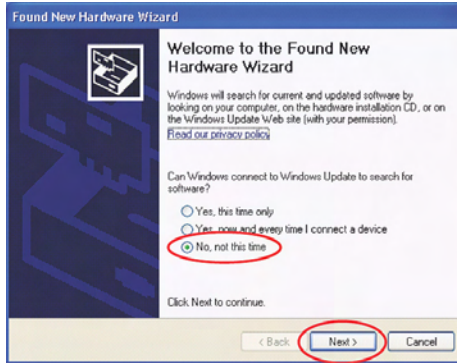 Found New Hardware Wizard
Welcome to the Found New
Hardware Wizard
Windows will search for current and updated software by
looking on your computer, on the hardware installation CD, or on
the Windows Update Web site (with your permission).
Read our privacy policy
Can Windows connect to Windows Update to search for
software?
Yes, this time only
Yes, now and every time I connect a device
No, not this time
Click Next to continue.
< Back
Next >
Cancel